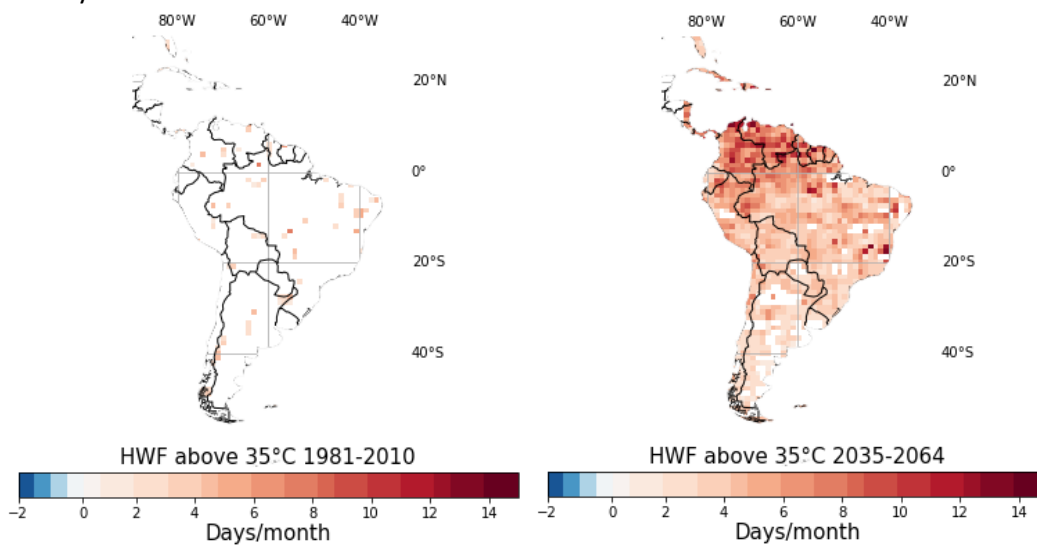 80°W 60°W 40°W 80°W 60°W 40°W
20°N 20°N
0° 0°
20°S 20°S
40°S 40°S
HWF above 35°C 1981-2010 HWF above 35°C 2035-2064
−2 0 2 4 6 8 10 12 14 −2 0 2 4 6 8 10 12 14
Days/month Days/month